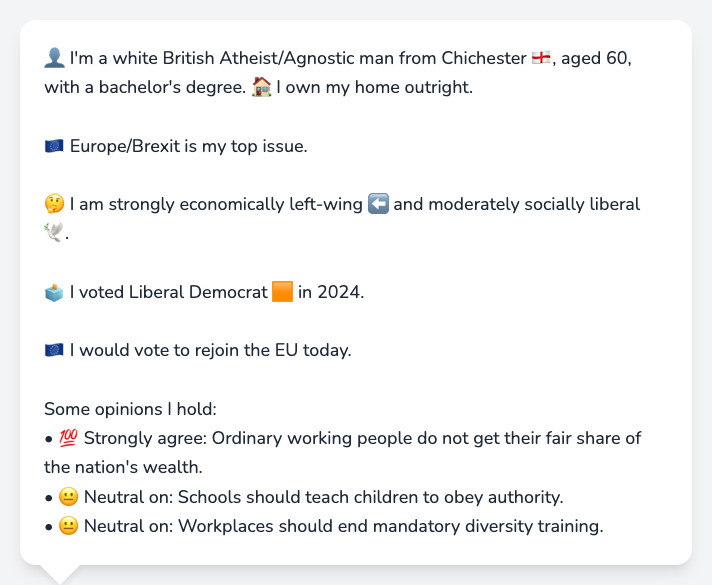 👤 I'm a white British Atheist/Agnostic man from Chichester 🏴󠁧󠁢󠁥󠁮󠁧󠁿, aged 60,
with a bachelor's degree. 🏠 I own my home outright.
🇪🇺 Europe/Brexit is my top issue.
🤔 I am strongly economically left-wing ⬅️ and moderately socially liberal
🕊️.
🗳️ I voted Liberal Democrat 🟧 in 2024.
🇪🇺 I would vote to rejoin the EU today.
Some opinions I hold:
• 💯 Strongly agree: Ordinary working people do not get their fair share of
the nation's wealth.
• 😐 Neutral on: Schools should teach children to obey authority.
• 😐 Neutral on: Workplaces should end mandatory diversity training.